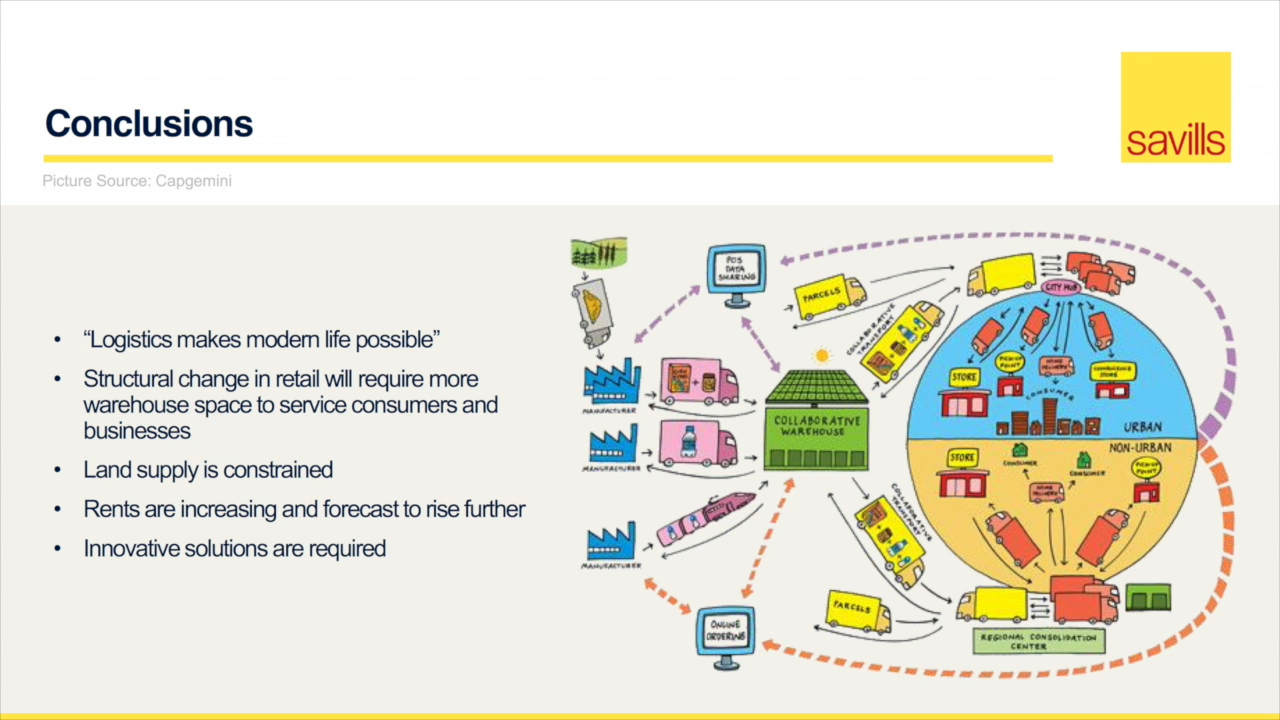 Conclusions
savills
Picture Source: Capgemini
• “Logistics makes modern life possible”
• Structural change in retail will require more
warehouse space to service consumers and
businesses
• Land supply is constrained
• Rents are increasing and forecast to rise further
• Innovative solutions are required
POS
DATA
SHARING
PARCELS
COLLABORATIVE
TRANSPORT
CITY HUB
MANUFACTURER
COLLABORATIVE
WAREHOUSE
STORE
PICK-UP
POINT
HOME
DELIVERY
CONVENIENCE
STORE
CONSUMER
URBAN
MANUFACTURER
NON-URBAN
STORE
CONSUMER
CONSUMER
PICK-UP
POINT
HOME
DELIVERY
COLLABORATIVE
TRANSPORT
MANUFACTURER
PARCELS
ONLINE
ORDERING
REGIONAL CONSOLIDATION
CENTER